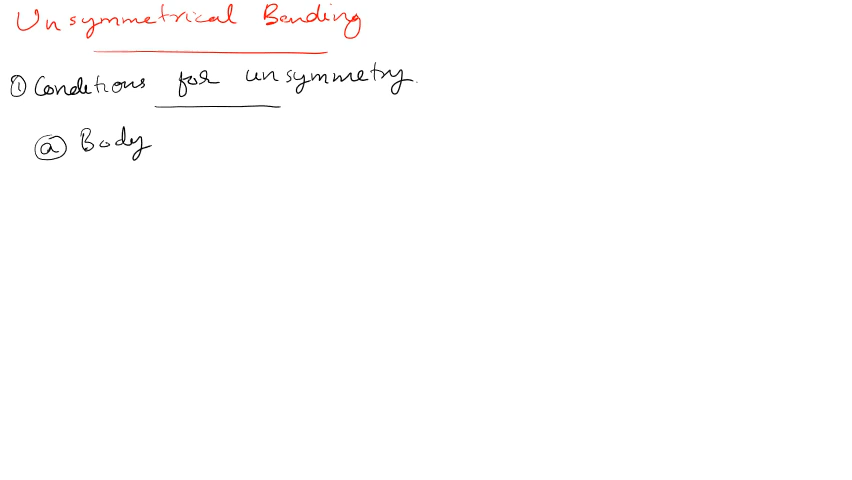 Unsymmetrical Bending
① Conditions for unsymmetry.
ⓐ Body